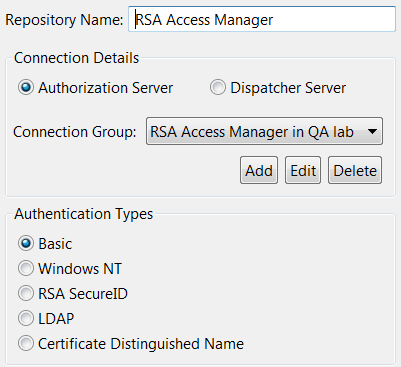 Repository Name: RSA Access Manager
Connection Details
Authorization Server Dispatcher Server
Connection Group: RSA Access Manager in QA lab
Add Edit Delete
Authentication Types
Basic
Windows NT
RSA SecureID
LDAP
Certificate Distinguished Name